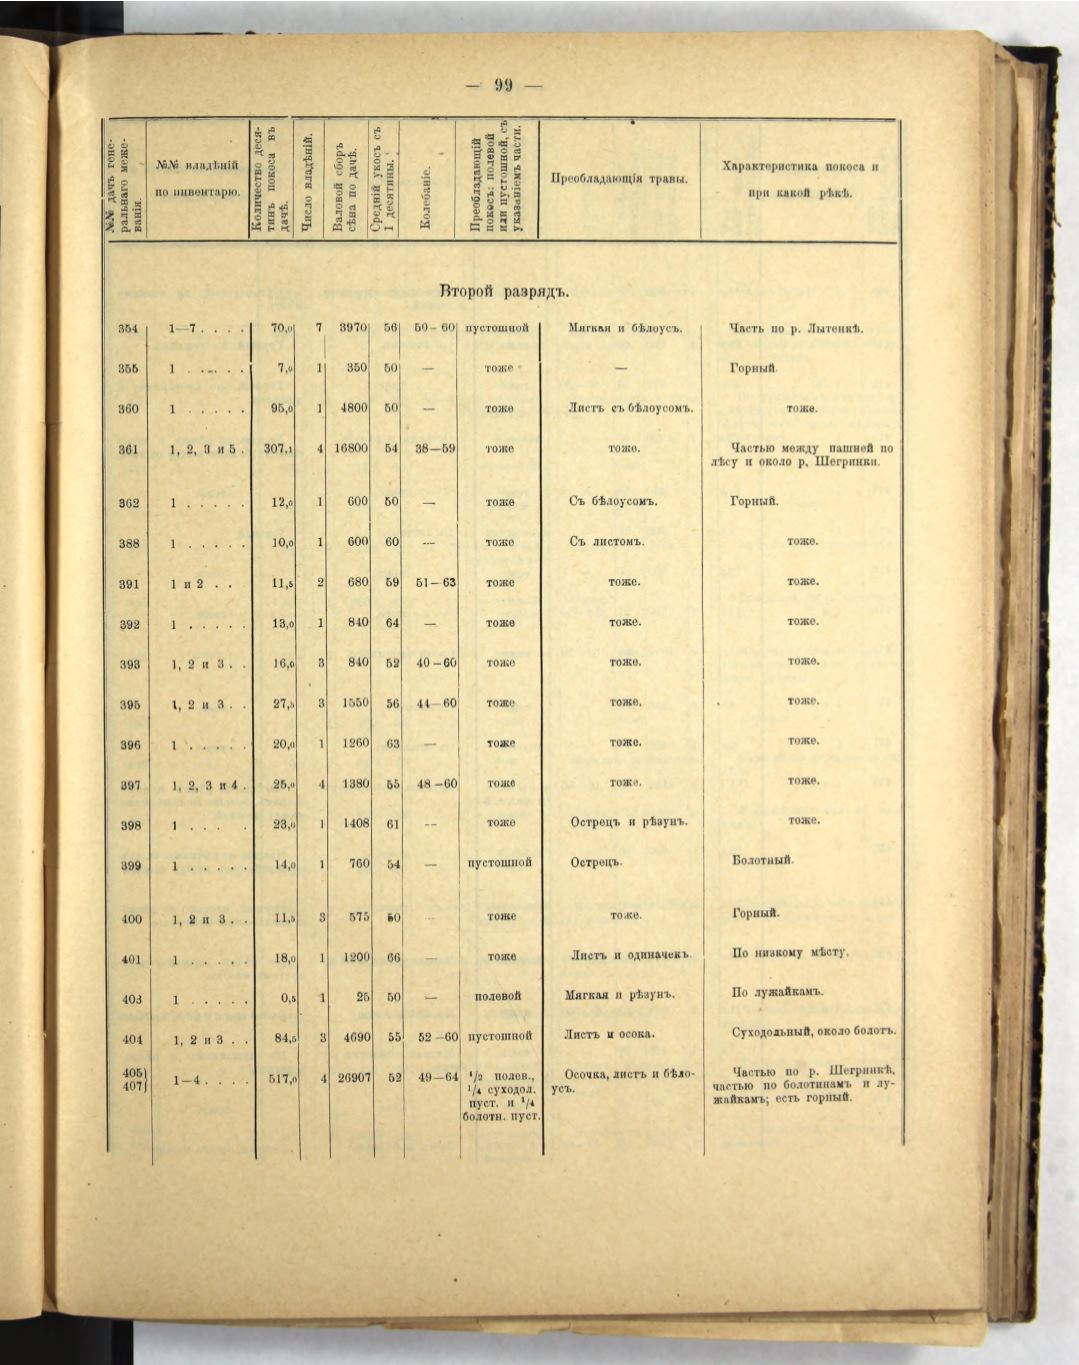 — 99 —
№№ дачъ гене-
ральнаго меже-
ванія.
№№ владѣній
по инвентарю.
Количество деся-
тинъ покоса въ
дачѣ.
Число владѣній.
Валовой сборъ
сѣна по дачѣ.
Средній укосъ съ
1 десятины.
Колебаніе.
Преобладающій
покосъ: полевой
или пустошной, съ
указаніемъ части.
Преобладающія травы.
Характеристика покоса и
при какой рѣкѣ.
Второй разрядъ.
354 1—7 . . . . 70,0 7 3970 56 50—60 пустошной Мягкая и бѣлоусъ. Часть по р. Лытенкѣ.
355 1 . . . . . 7,0 1 350 50 — тоже — Горный.
360 1 . . . . . 95,0 1 4800 50 — тоже Листъ съ бѣлоусомъ. тоже.
361 1, 2, 3 и 5 . 307,1 4 16800 54 38—59 тоже тоже. Частью между пашней по
лѣсу и около р. Шегринки.
362 1 . . . . . 12,0 1 600 50 — тоже Съ бѣлоусомъ. Горный.
388 1 . . . . . 10,0 1 600 60 — тоже Съ листомъ. тоже.
391 1 и 2 . . 11,5 2 680 59 51—63 тоже тоже. тоже.
392 1 . . . . . 13,0 1 840 64 — тоже тоже. тоже.
393 1, 2 и 3 . . 16,0 3 840 52 40—60 тоже тоже. тоже.
395 1, 2 и 3 . . 27,5 3 1550 56 44—60 тоже тоже. тоже.
396 1 . . . . . 20,0 1 1260 63 — тоже тоже. тоже.
397 1, 2, 3 и 4 . 25,0 4 1380 55 48—60 тоже тоже. тоже.
398 1 . . . . 23,0 1 1408 61 — тоже Острецъ и рѣзунъ. тоже.
399 1 . . . . . 14,0 1 760 54 — пустошной Острецъ. Болотный.
400 1, 2 и 3 . . 11,5 3 575 50 — тоже тоже. Горный.
401 1 . . . . . 18,0 1 1200 66 — тоже Листъ и одиначекъ. По низкому мѣсту.
403 1 . . . . . 0,5 1 25 50 — полевой Мягкая и рѣзунъ. По лужайкамъ.
404 1, 2 и 3 . . 84,5 3 4690 55 52—60 пустошной Листъ и осока. Суходольный, около болотъ.
405}
407} 1—4 . . . . 517,0 4 26907 52 49—64 1/2 полев., Осочка, листъ и бѣло- Частью по р. Шегринкѣ,
1/4 суходол. усъ. частью по болотинамъ и лу-
пуст. и 1/4 жайкамъ; есть горный.
болотн. пуст.